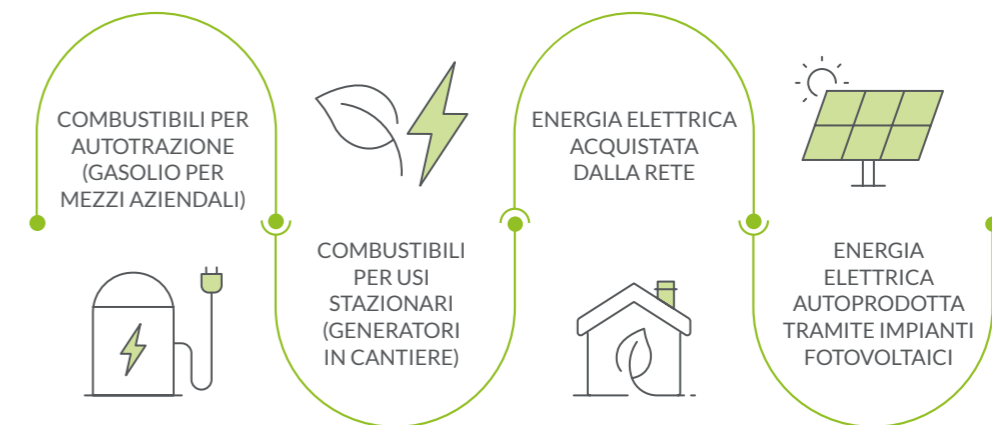 COMBUSTIBILI PER
AUTOTRAZIONE
(GASOLIO PER
MEZZI AZIENDALI)
COMBUSTIBILI
PER USI
STAZIONARI
(GENERATORI
IN CANTIERE)
ENERGIA ELETTRICA
ACQUISTATA
DALLA RETE
ENERGIA
ELETTRICA
AUTOPRODOTTA
TRAMITE IMPIANTI
FOTOVOLTAICI